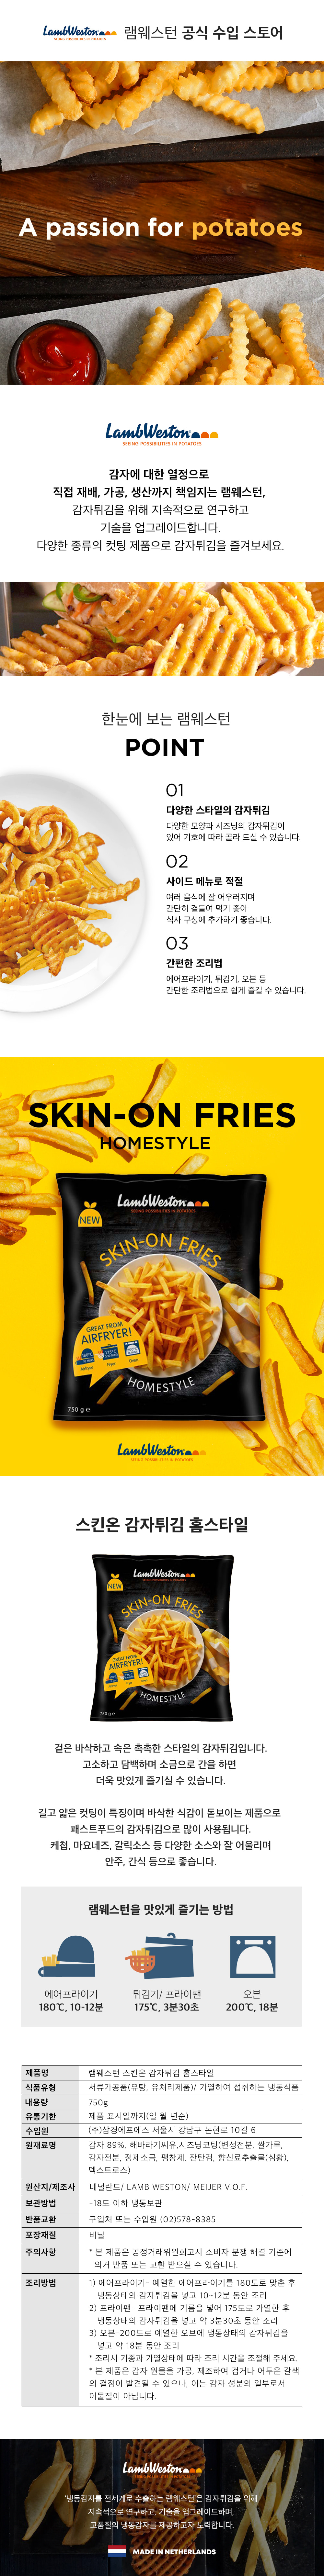 LambWeston
SEEING POSSIBILITIES IN POTATOES
램웨스턴 공식 수입 스토어
A passion for potatoes
LambWeston
SEEING POSSIBILITIES IN POTATOES
감자에 대한 열정으로
직접 재배, 가공, 생산까지 책임지는 램웨스턴,
감자튀김을 위해 지속적으로 연구하고
기술을 업그레이드합니다.
다양한 종류의 컷팅 제품으로 감자튀김을 즐겨보세요.
한눈에 보는 램웨스턴
POINT
01
다양한 스타일의 감자튀김
다양한 모양과 시즈닝의 감자튀김이
있어 기호에 따라 골라 드실 수 있습니다.
02
사이드 메뉴로 적절
여러 음식에 잘 어우러지며
간단히 곁들여 먹기 좋아
식사 구성에 추가하기 좋습니다.
03
간편한 조리법
에어프라이기, 튀김기, 오븐 등
간단한 조리법으로 쉽게 즐길 수 있습니다.
SKIN-ON FRIES
HOMESTYLE
LambWeston
SEEING POSSIBILITIES IN POTATOES
NEW
SKIN-ON FRIES
GREAT FROM
AIRFRYER!
Airfryer
Fryer
Oven
HOMESTYLE
750 g e
LambWeston
SEEING POSSIBILITIES IN POTATOES
스킨온 감자튀김 홈스타일
LambWeston
NEW
SKIN-ON FRIES
GREAT FROM
AIRFRYER!
HOMESTYLE
750 g e
겉은 바삭하고 속은 촉촉한 스타일의 감자튀김입니다.
고소하고 담백하며 소금으로 간을 하면
더욱 맛있게 즐기실 수 있습니다.
길고 얇은 컷팅이 특징이며 바삭한 식감이 돋보이는 제품으로
패스트푸드의 감자튀김으로 많이 사용됩니다.
케첩, 마요네즈, 갈릭소스 등 다양한 소스와 잘 어울리며
안주, 간식 등으로 좋습니다.
램웨스턴을 맛있게 즐기는 방법
에어프라이기
180℃, 10-12분
튀김기/ 프라이팬
175℃, 3분30초
오븐
200℃, 18분
제품명 램웨스턴 스킨온 감자튀김 홈스타일
식품유형 서류가공품(유탕, 유처리제품)/ 가열하여 섭취하는 냉동식품
내용량 750g
유통기한 제품 표시일까지(일 월 년순)
수입원 (주)삼경에프에스 서울시 강남구 논현로 10길 6
원재료명 감자 89%, 해바라기씨유,시즈닝코팅(변성전분, 쌀가루,
감자전분, 정제소금, 팽창제, 잔탄검, 향신료추출물(심황),
덱스트로스)
원산지/제조사 네덜란드/ LAMB WESTON/ MEIJER V.O.F.
보관방법 -18도 이하 냉동보관
반품교환 구입처 또는 수입원 (02)578-8385
포장재질 비닐
주의사항 * 본 제품은 공정거래위원회고시 소비자 분쟁 해결 기준에
의거 반품 또는 교환 받으실 수 있습니다.
조리방법 1) 에어프라이기- 예열한 에어프라이기를 180도로 맞춘 후
냉동상태의 감자튀김을 넣고 10~12분 동안 조리
2) 프라이팬- 프라이팬에 기름을 넣어 175도로 가열한 후
냉동상태의 감자튀김을 넣고 약 3분30초 동안 조리
3) 오븐-200도로 예열한 오브에 냉동상태의 감자튀김을
넣고 약 18분 동안 조리
* 조리시 기종과 가열상태에 따라 조리 시간을 조절해 주세요.
* 본 제품은 감자 원물을 가공, 제조하여 검거나 어두운 갈색
의 결점이 발견될 수 있으나, 이는 감자 성분의 일부로서
이물질이 아닙니다.
LambWeston
SEEING POSSIBILITIES IN POTATOES
'냉동감자를 전세계로 수출하는 램웨스턴'은 감자튀김을 위해
지속적으로 연구하고, 기술을 업그레이드하며,
고품질의 냉동감자를 제공하고자 노력합니다.
MADE IN NETHERLANDS